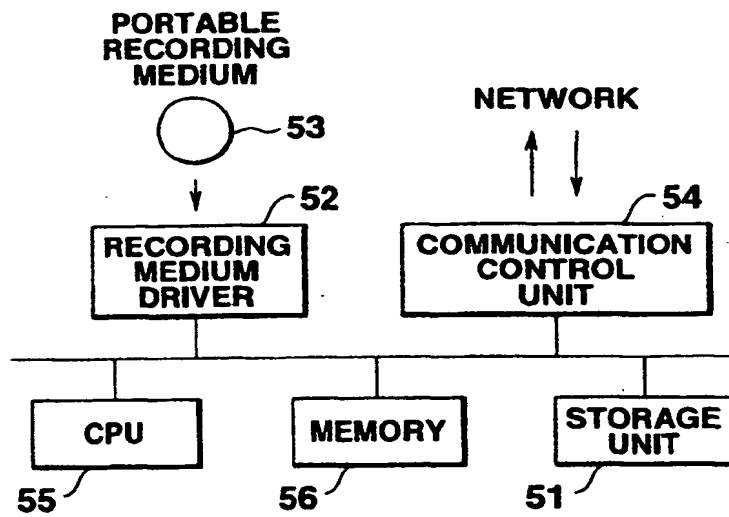 PORTABLE
RECORDING
MEDIUM
53
NETWORK
52
RECORDING
MEDIUM
DRIVER
54
COMMUNICATION
CONTROL
UNIT
CPU
55
MEMORY
56
STORAGE
UNIT
51